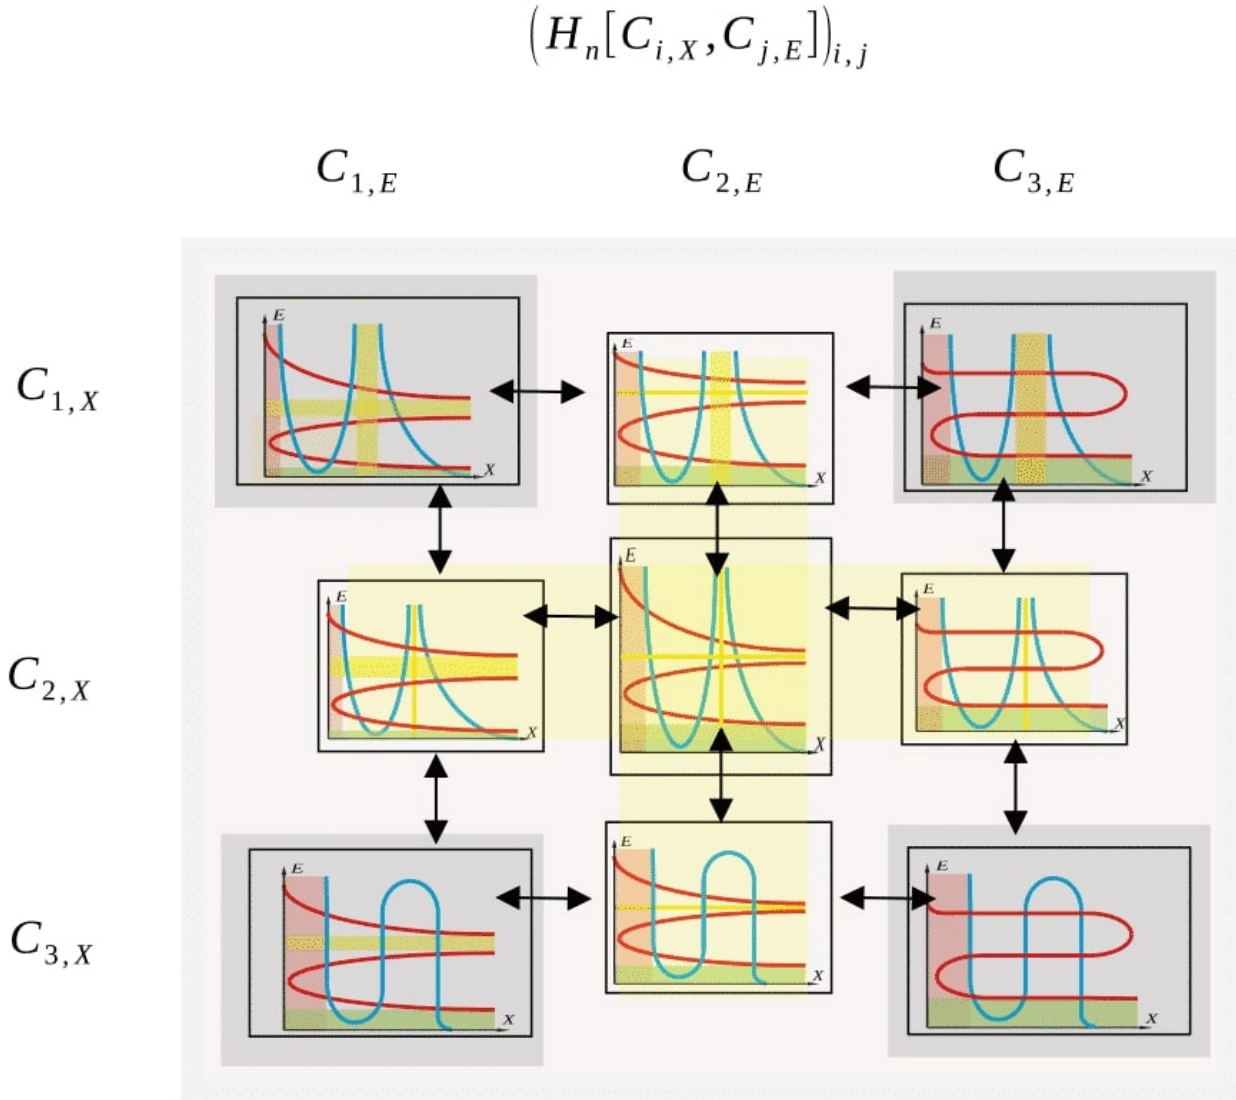 (H_n[C_{i,X}, C_{j,E}])_{i,j}
C_{1,E} C_{2,E} C_{3,E}
C_{1,X}
E E E
X X X
C_{2,X}
E E E
X X X
C_{3,X}
E E E
X X X